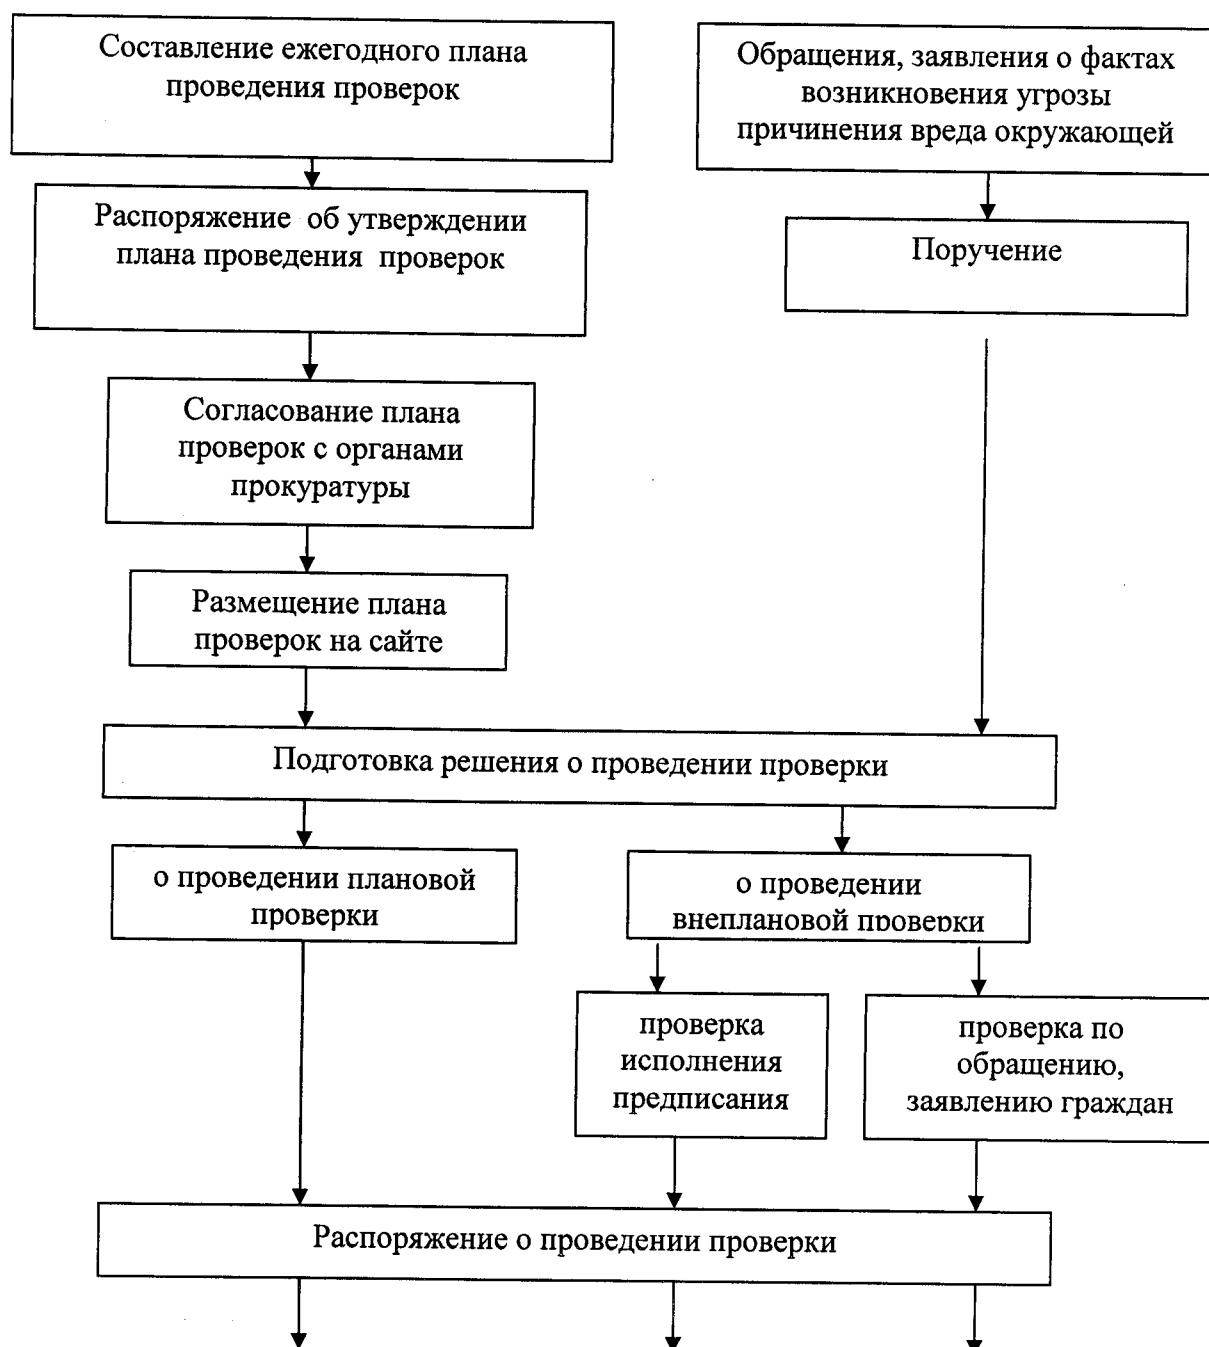 Составление ежегодного плана
проведения проверок
Обращения, заявления о фактах
возникновения угрозы
причинения вреда окружающей
Распоряжение об утверждении
плана проведения проверок
Поручение
Согласование плана
проверок с органами
прокуратуры
Размещение плана
проверок на сайте
Подготовка решения о проведении проверки
о проведении плановой
проверки
о проведении
внеплановой проверки
проверка
исполнения
предписания
проверка по
обращению,
заявлению граждан
Распоряжение о проведении проверки